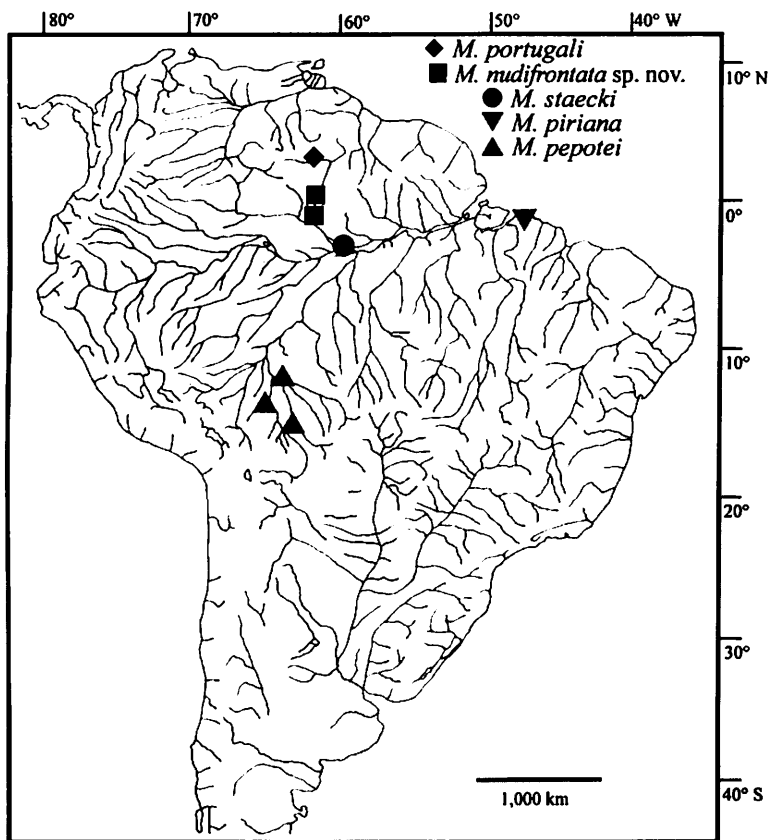 80° 70° 60° 50° 40° W
M. portugali
M. nudifrontata sp. nov.
M. staecki
M. piriana
M. pepotei
10° N
0°
10°
20°
30°
40° S
1,000 km